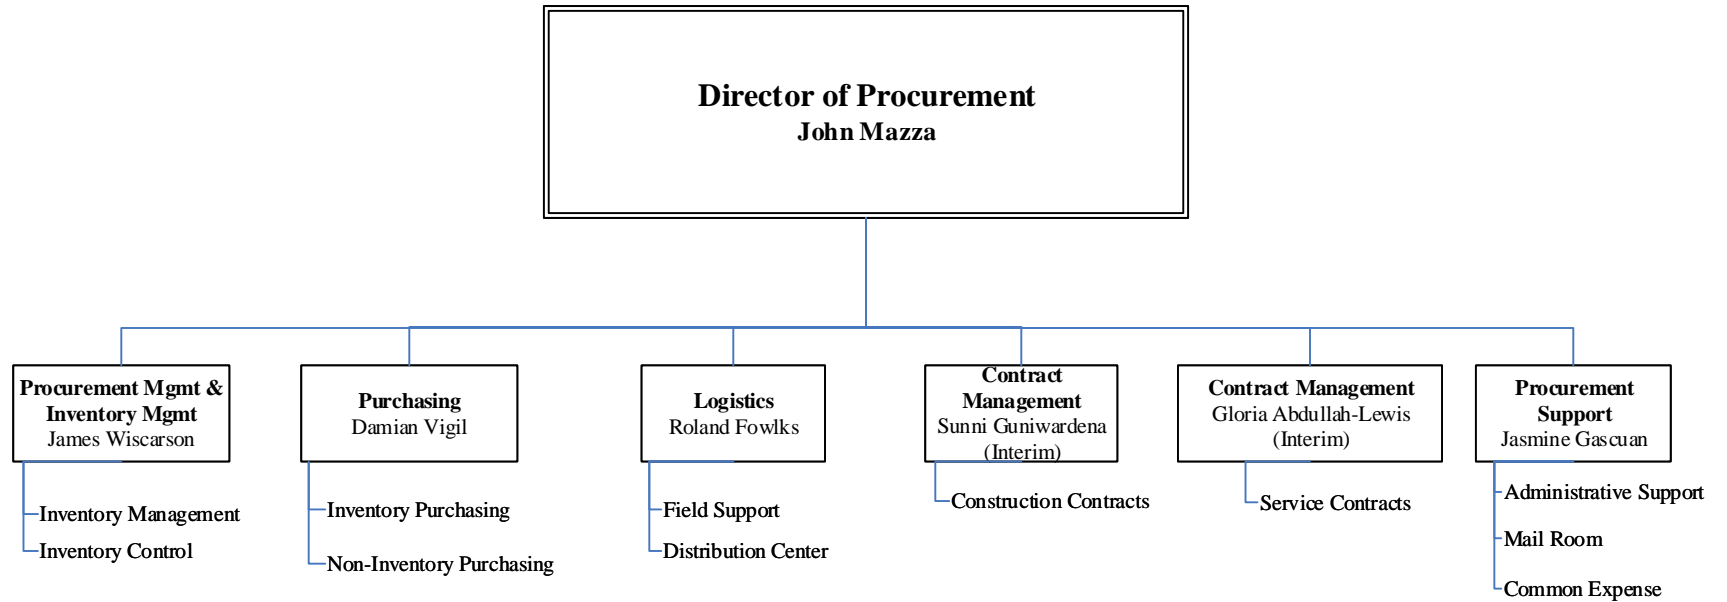 Director of Procurement
John Mazza
Procurement Mgmt &
Inventory Mgmt
James Wiscarson
Inventory Management
Inventory Control
Purchasing
Damian Vigil
Inventory Purchasing
Non-Inventory Purchasing
Logistics
Roland Fowlks
Field Support
Distribution Center
Contract
Management
Sunni Guniwardena
(Interim)
Construction Contracts
Contract Management
Gloria Abdullah-Lewis
(Interim)
Service Contracts
Procurement
Support
Jasmine Gascuan
Administrative Support
Mail Room
Common Expense